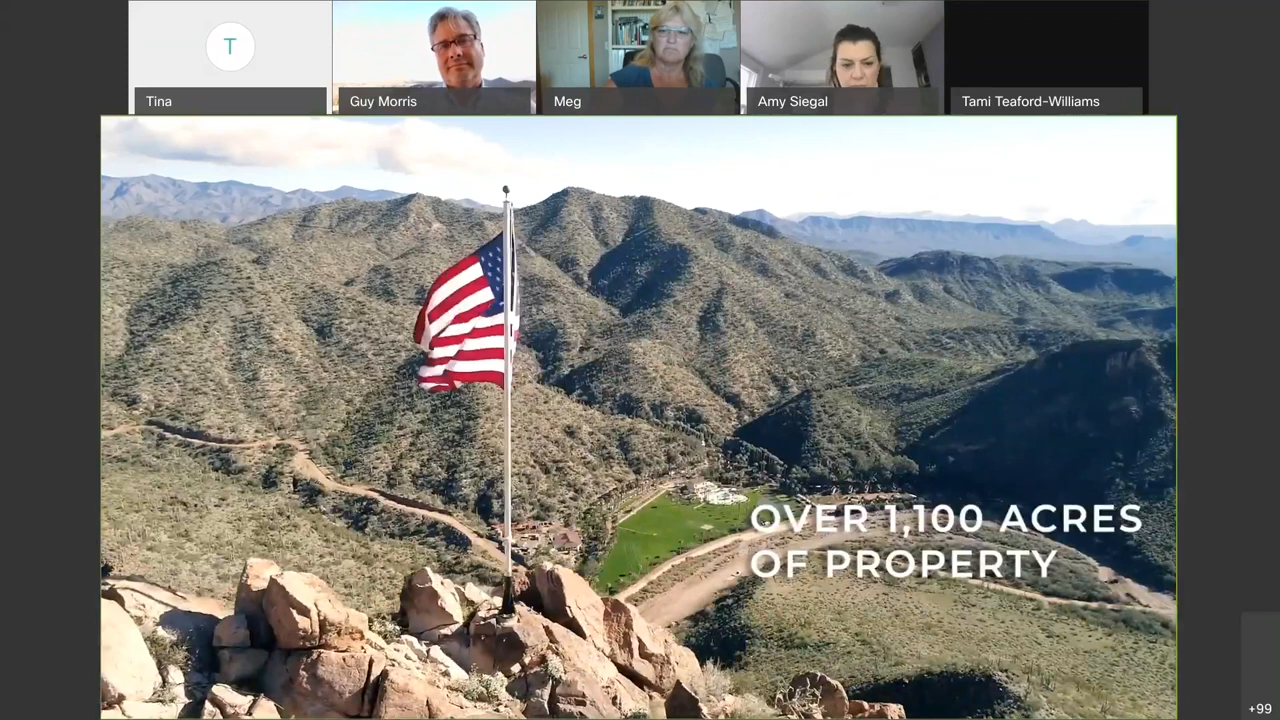 T
Tina
Guy Morris
Meg
Amy Siegal
Tami Teaford-Williams
OVER 1,100 ACRES
OF PROPERTY
+99